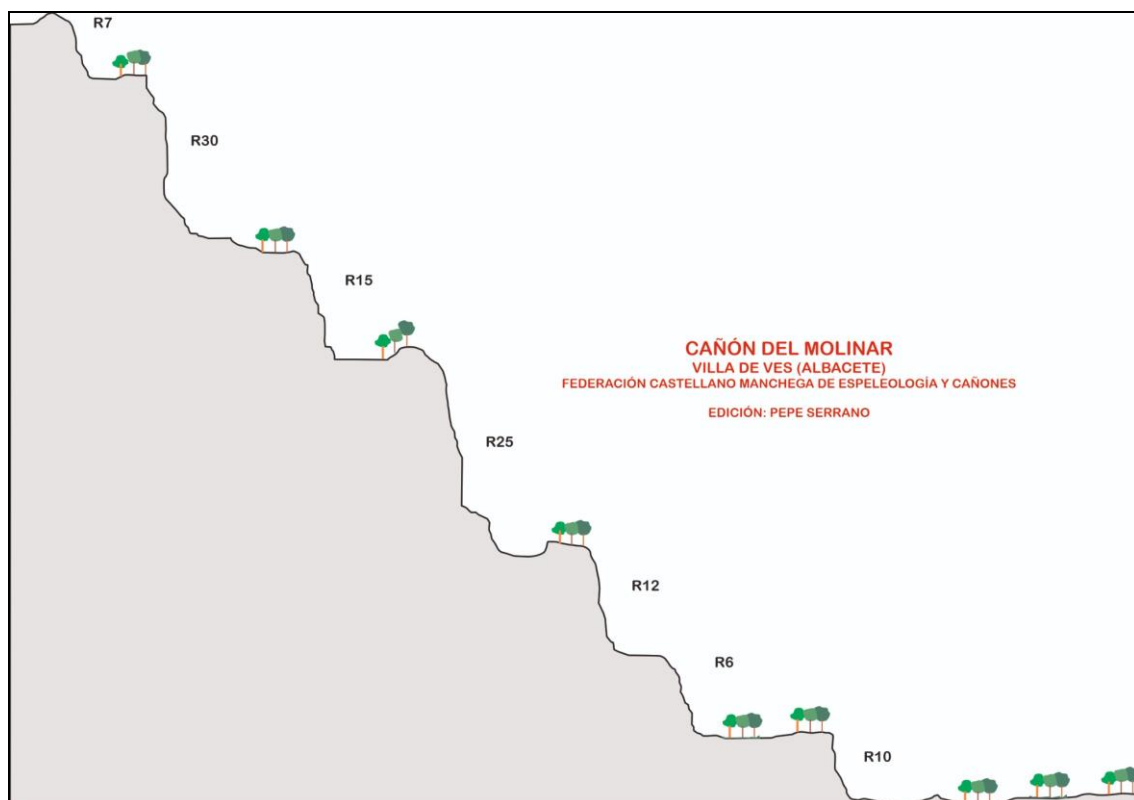 R7
R30
R15
CAÑÓN DEL MOLINAR
VILLA DE VES (ALBACETE)
FEDERACIÓN CASTELLANO MANCHEGA DE ESPELEOLOGÍA Y CAÑONES
EDICIÓN: PEPE SERRANO
R25
R12
R6
R10